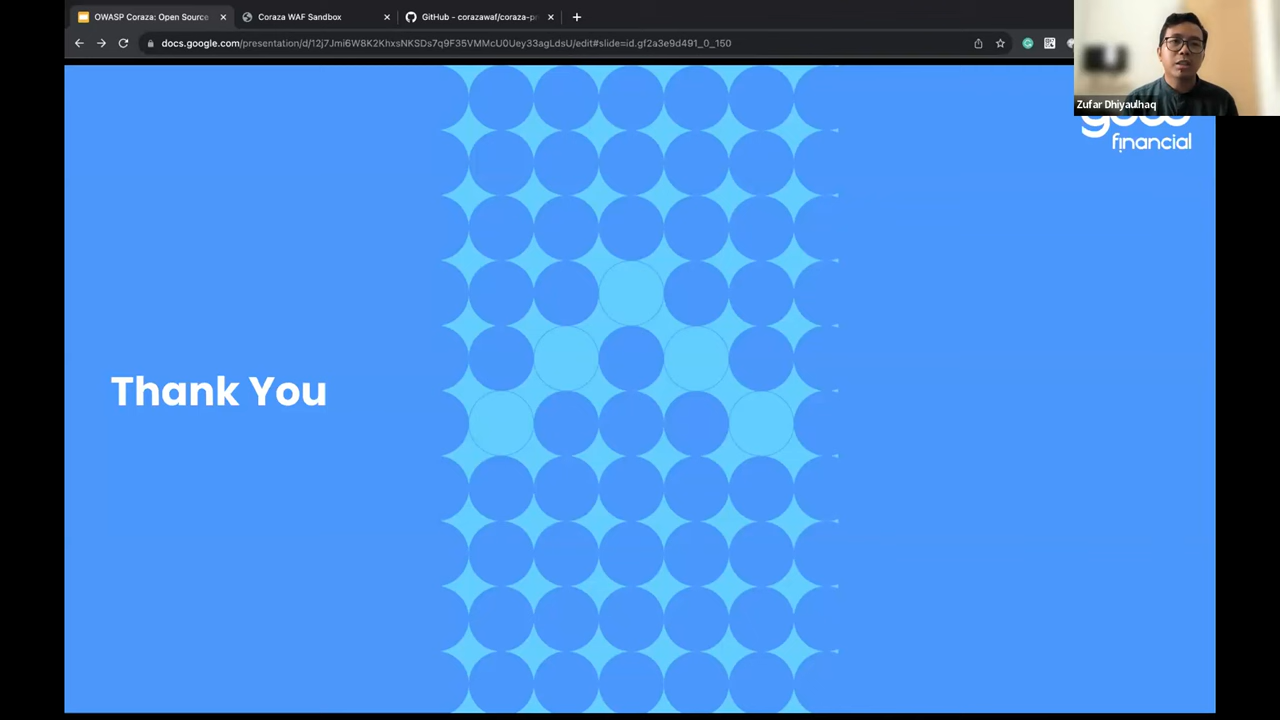 OWASP Coraza: Open Source
Coraza WAF Sandbox
GitHub - corazawaf/coraza-pr
docs.google.com/presentation/d/12j7Jmi6W8K2KhxsNKSDs7q9F35VMMcU0Uey33agLdsU/edit#slide=id.gf2a3e9d491_0_150
Zufar Dhiyaulhaq
financial
Thank You